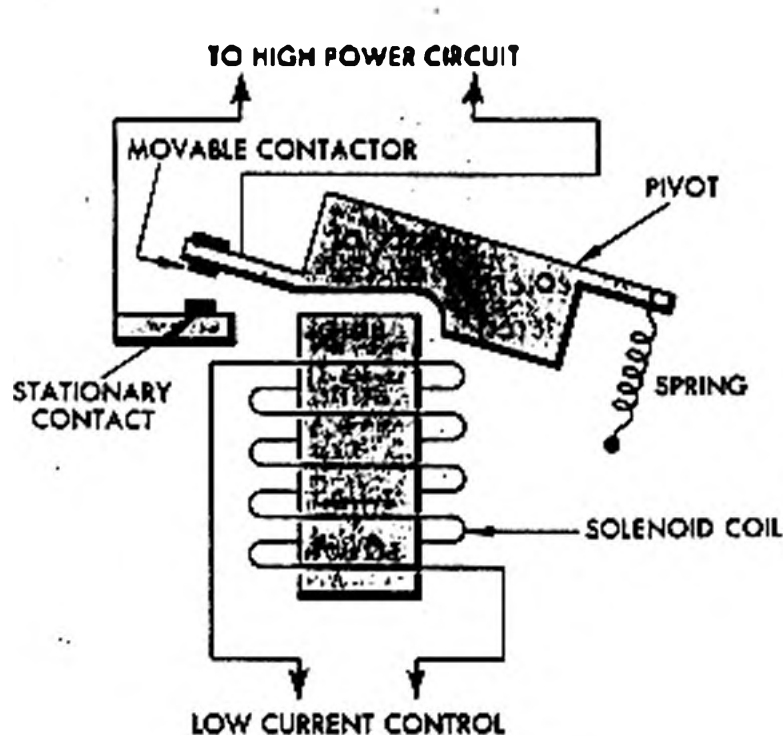 TO HIGH POWER CIRCUIT
MOVABLE CONTACTOR
PIVOT
STATIONARY
CONTACT
SPRING
SOLENOID COIL
LOW CURRENT CONTROL